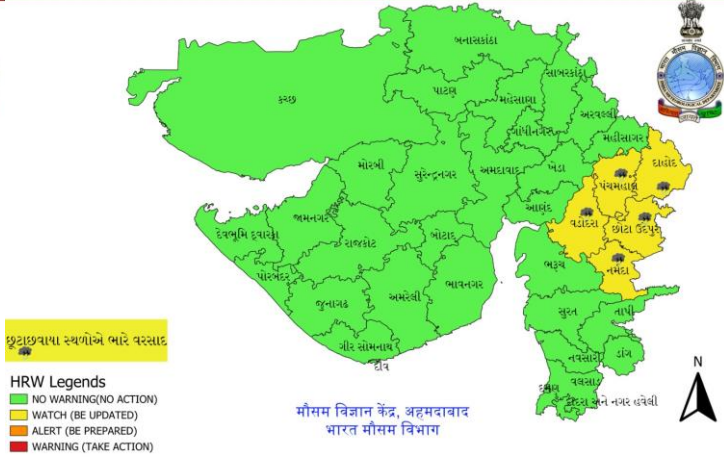 બનાસકાંઠા
સાબરકાંઠા
પાટણ
મહેસાણા
કચ્છ
અરવલ્લી
ગાંધીનગર
મહીસાગર
મોરબી
સુરેન્દ્રનગર
અમદાવાદ
ખેડા
પંચમહાલ
દાહોદ
આણંદ
જામનગર
દેવભૂમિ દ્વારકા
રાજકોટ
બોટાદ
વડોદરા
છોટા ઉદેપુર
પોરબંદર
ભરૂચ
નર્મદા
જુનાગઢ
અમરેલી
ભાવનગર
સુરત
તાપી
ગીર સોમનાથ
દીવ
નવસારી
ડાંગ
વલસાડ
દમણ
દાદરા અને નગર હવેલી
છૂટાછવાયા સ્થળોએ ભારે વરસાદ
HRW Legends
NO WARNING(NO ACTION)
WATCH (BE UPDATED)
ALERT (BE PREPARED)
WARNING (TAKE ACTION)
मौसम विज्ञान केंद्र, अहमदाबाद
भारत मौसम विभाग
N